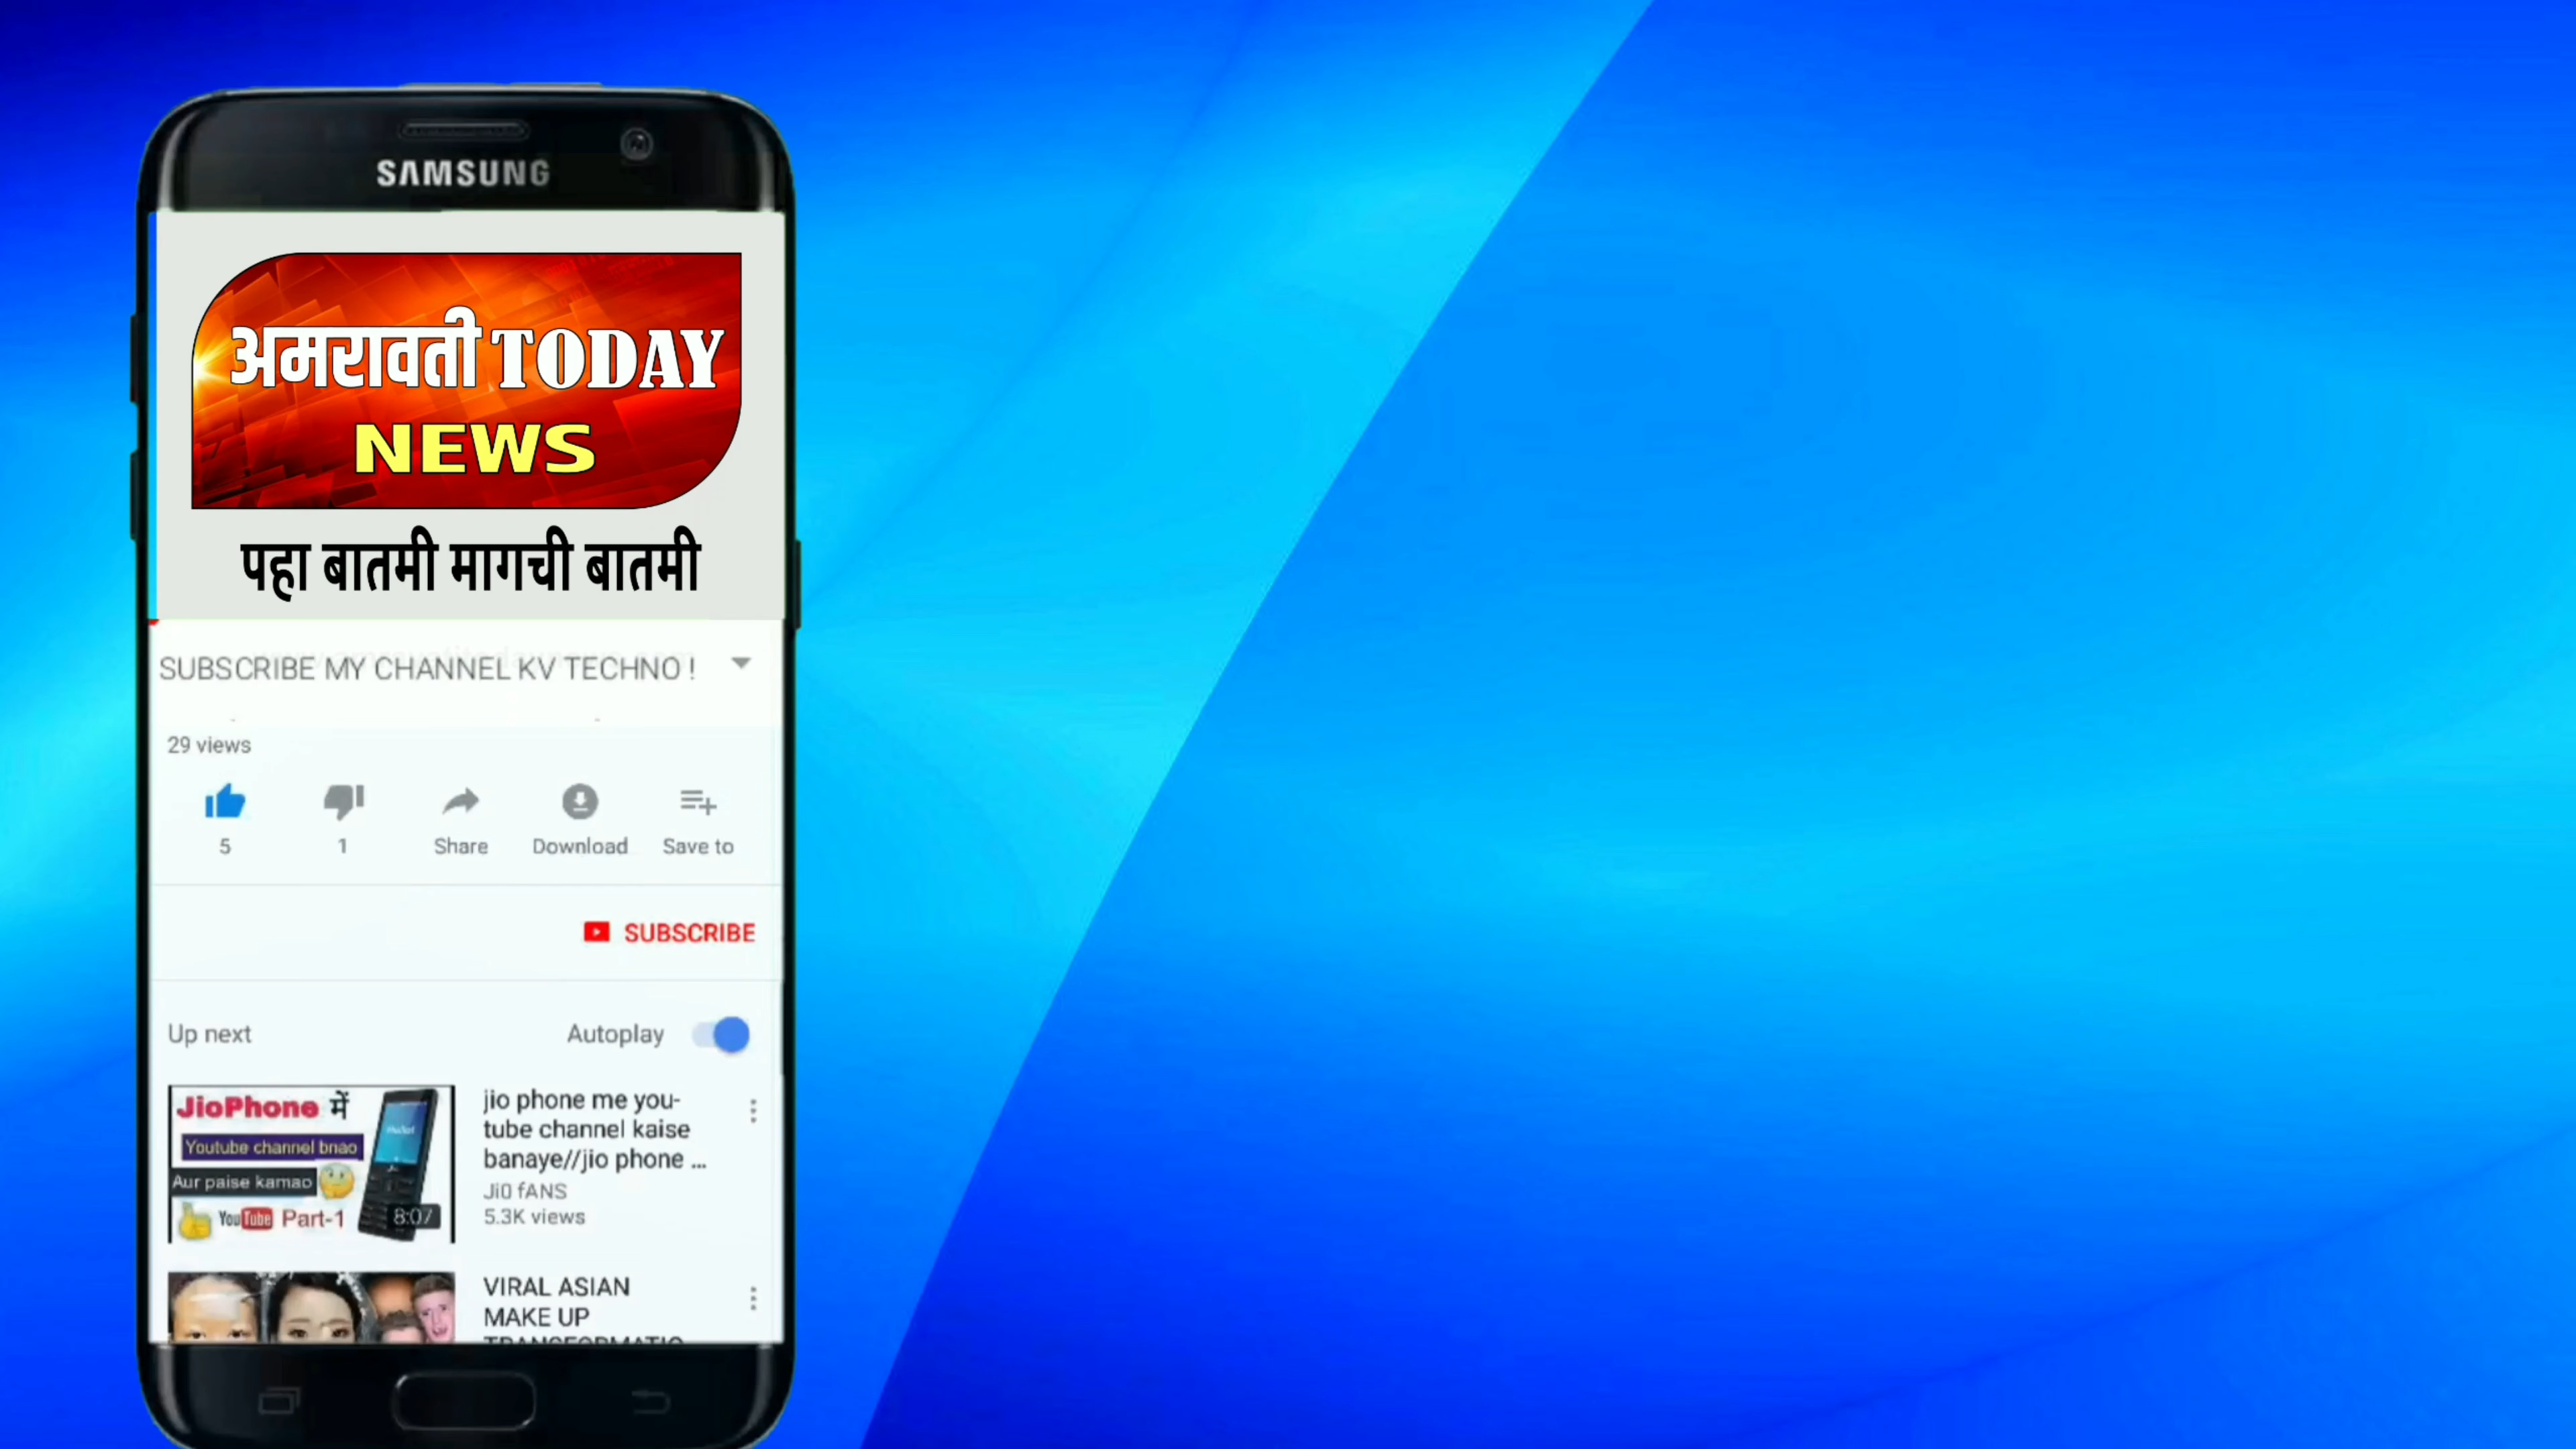 SAMSUNG
अमरावती TODAY
NEWS
पहा बातमी मागची बातमी
SUBSCRIBE MY CHANNEL KV TECHNO !
29 views
5
1
Share
Download
Save to
SUBSCRIBE
Up next
Autoplay
JioPhone में
Youtube channel bnao
Aur paise kamao
YouTube Part-1
8:07
jio phone me you-
tube channel kaise
banaye//jio phone ...
Ji0 fANS
5.3K views
VIRAL ASIAN
MAKE UP